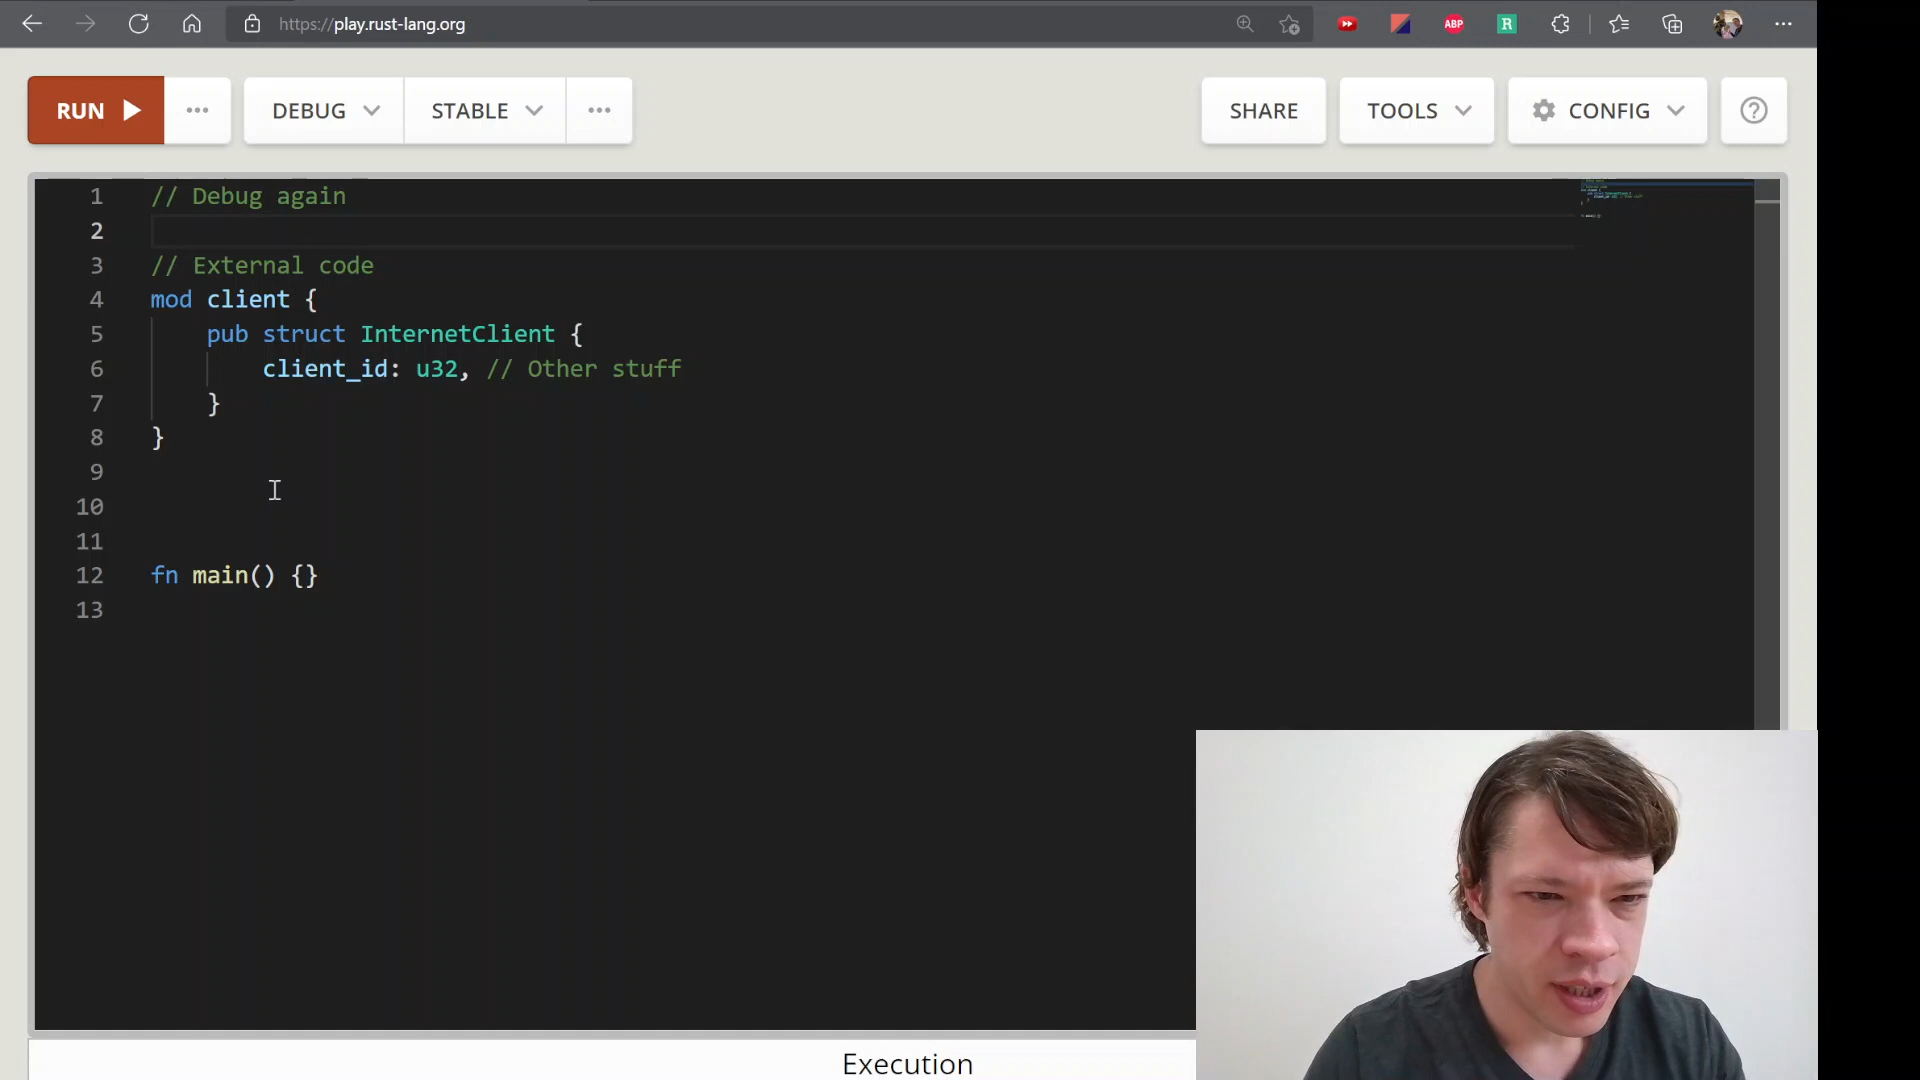 https://play.rust-lang.org
ABP
R
RUN
DEBUG
STABLE
SHARE
TOOLS
CONFIG
1 // Debug again
2
3 // External code
4 mod client {
5 pub struct InternetClient {
6 client_id: u32, // Other stuff
7 }
8 }
9
10
11
12 fn main() {}
13
Execution